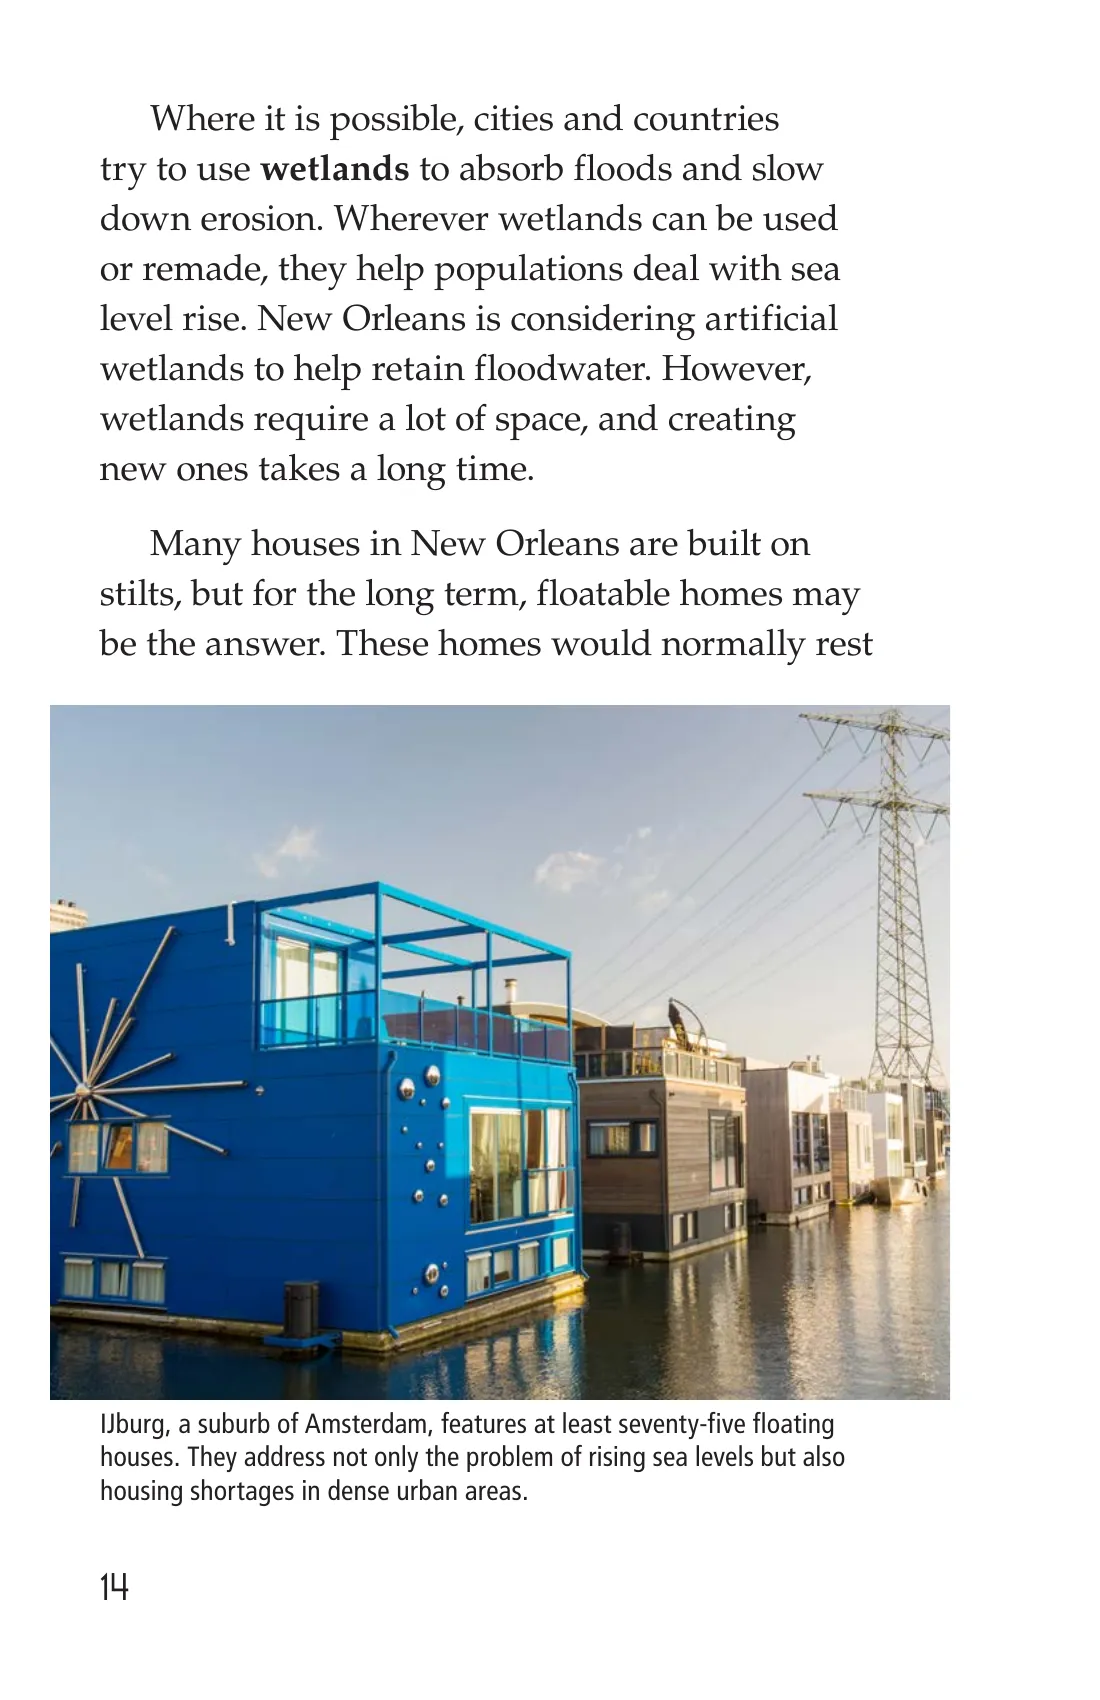 Where it is possible, cities and countries
try to use wetlands to absorb floods and slow
down erosion. Wherever wetlands can be used
or remade, they help populations deal with sea
level rise. New Orleans is considering artificial
wetlands to help retain floodwater. However,
wetlands require a lot of space, and creating
new ones takes a long time.
Many houses in New Orleans are built on
stilts, but for the long term, floatable homes may
be the answer. These homes would normally rest
IJburg, a suburb of Amsterdam, features at least seventy-five floating
houses. They address not only the problem of rising sea levels but also
housing shortages in dense urban areas.
14